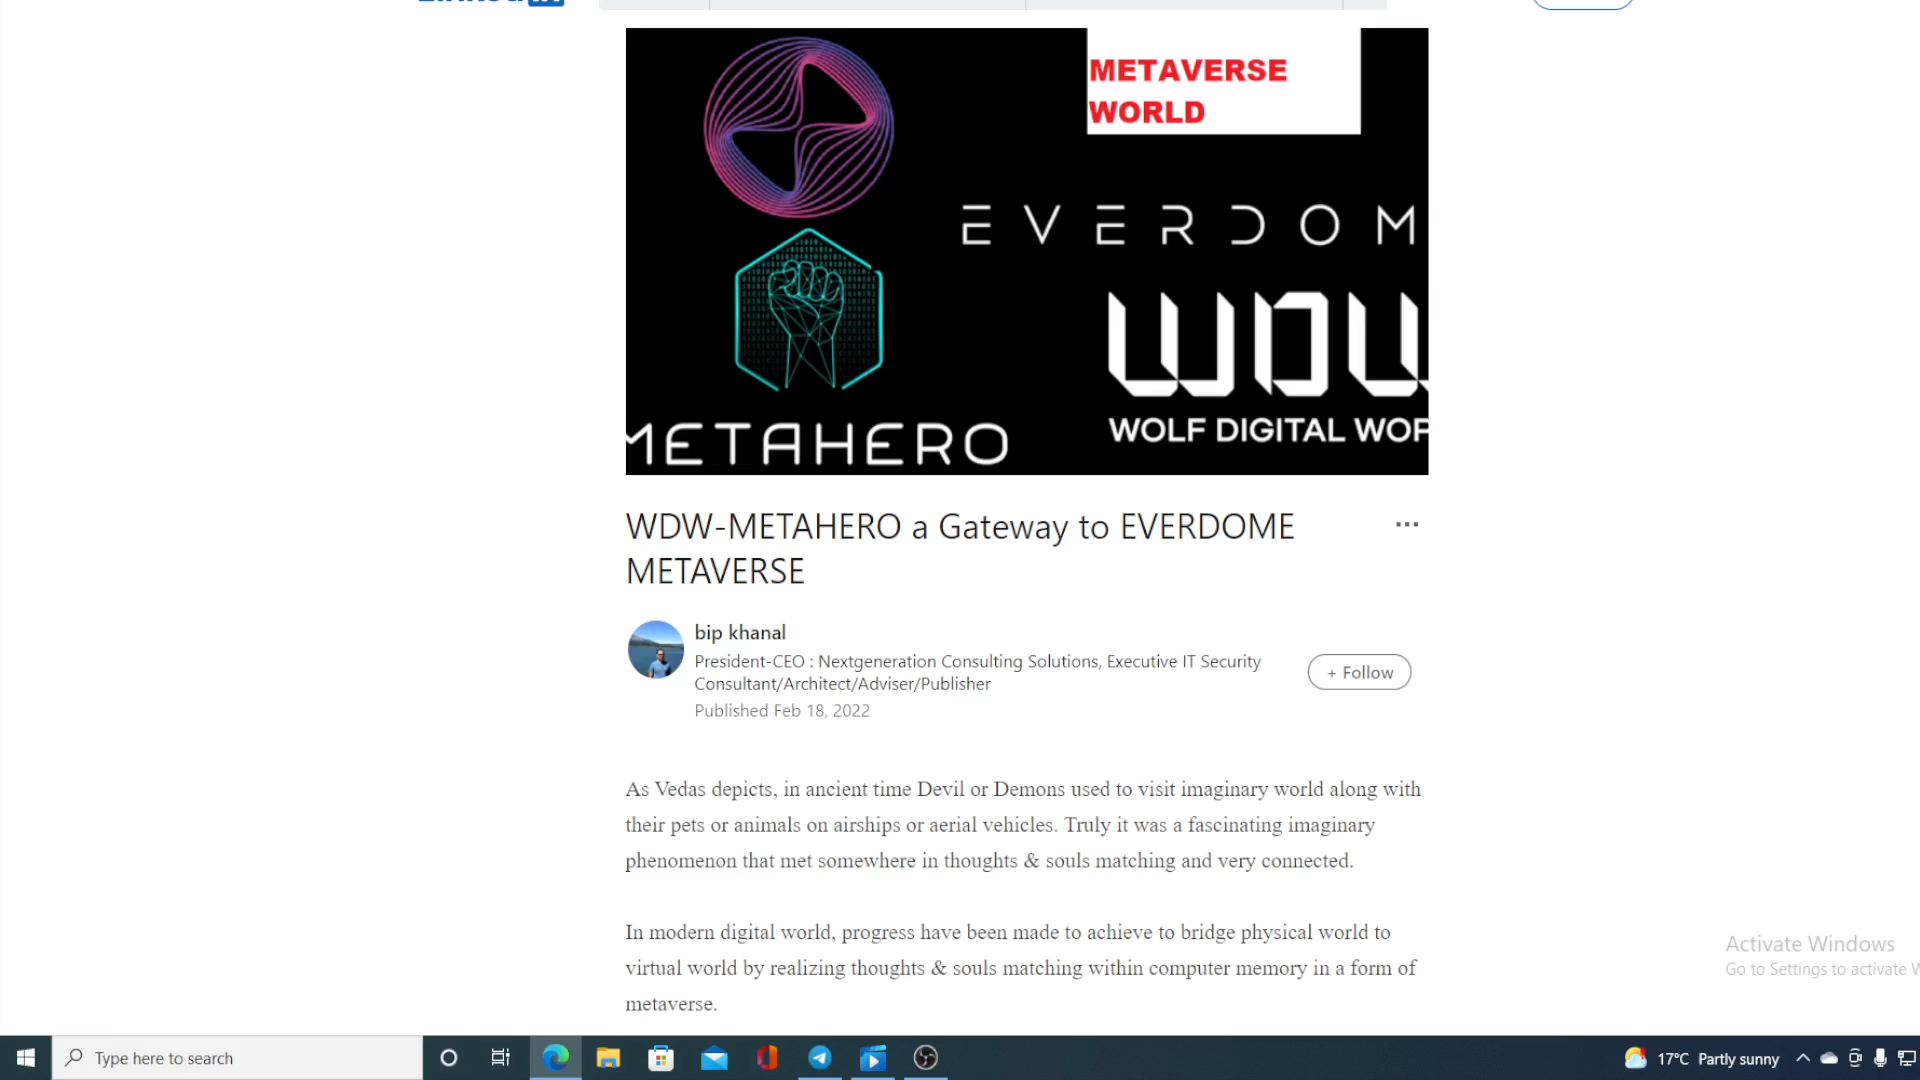 METAVERSE
WORLD
EVERDOM
WDW
WOLF DIGITAL WOR
METAHERO
WDW-METAHERO a Gateway to EVERDOME
METAVERSE
bip khanal
President-CEO : Nextgeneration Consulting Solutions, Executive IT Security
Consultant/Architect/Adviser/Publisher
Published Feb 18, 2022
+ Follow
As Vedas depicts, in ancient time Devil or Demons used to visit imaginary world along with
their pets or animals on airships or aerial vehicles. Truly it was a fascinating imaginary
phenomenon that met somewhere in thoughts & souls matching and very connected.
In modern digital world, progress have been made to achieve to bridge physical world to
virtual world by realizing thoughts & souls matching within computer memory in a form of
metaverse.
Activate Windows
Go to Settings to activate W
Type here to search
17°C Partly sunny